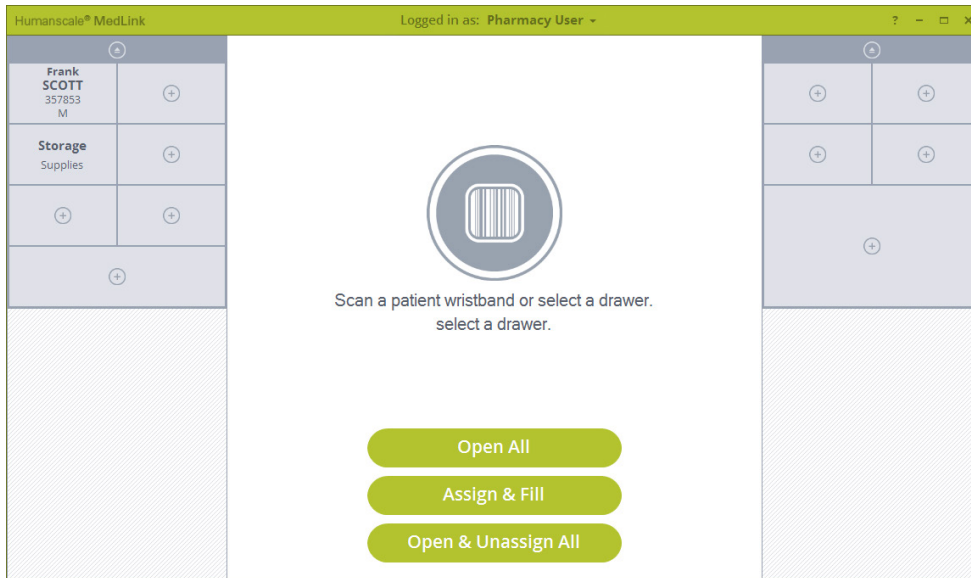 Humanscale® MedLink
Logged in as: Pharmacy User
?
Frank
SCOTT
357853
M
Storage
Supplies
Scan a patient wristband or select a drawer.
select a drawer.
Open All
Assign & Fill
Open & Unassign All